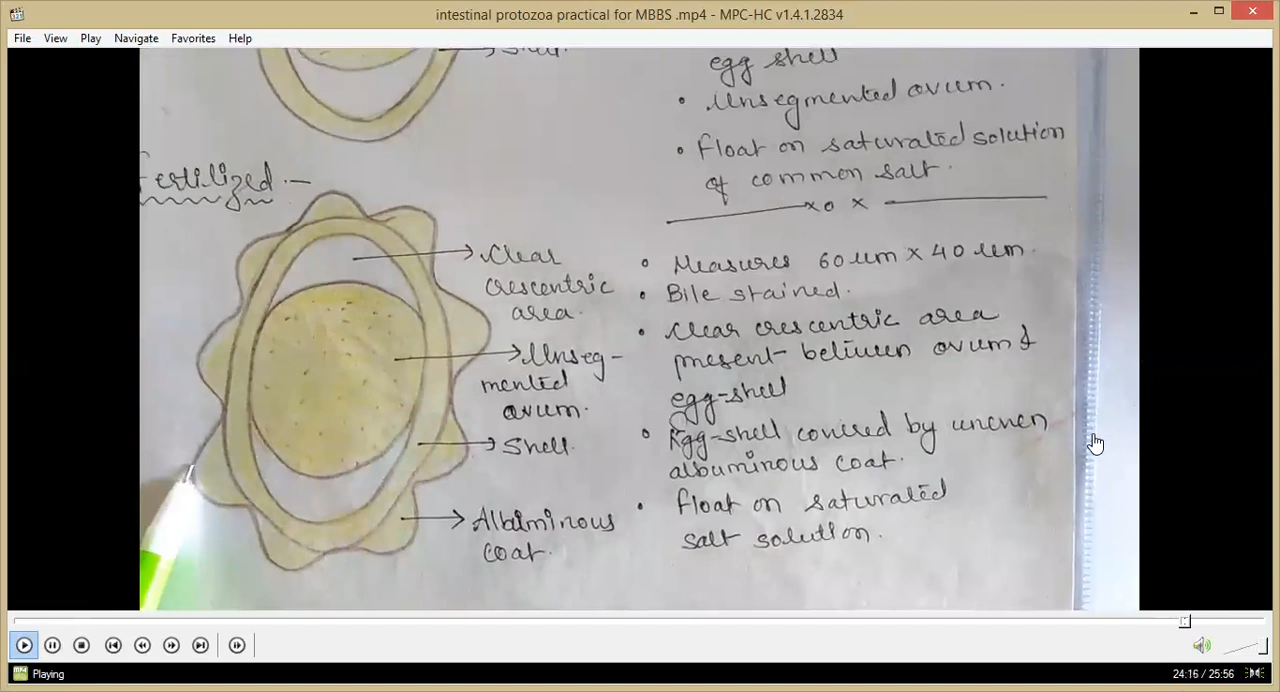 intestinal protozoa practical for MBBS .mp4 - MPC-HC v1.4.1.2834
File View Play Navigate Favorites Help
egg shell
• Unsegmented ovum.
• Float on saturated solution
of common salt.
x o x
Fertilized :-
Clear
crescentric
area.
Unseg-
mented
ovum.
Shell.
Albuminous
coat.
• Measures 60 um x 40 um.
• Bile stained.
• Clear crescentric area
present between ovum &
egg-shell
• Egg-shell covered by uneven
albuminous coat.
• Float on saturated
salt solution.
Playing
24:16 / 25:56